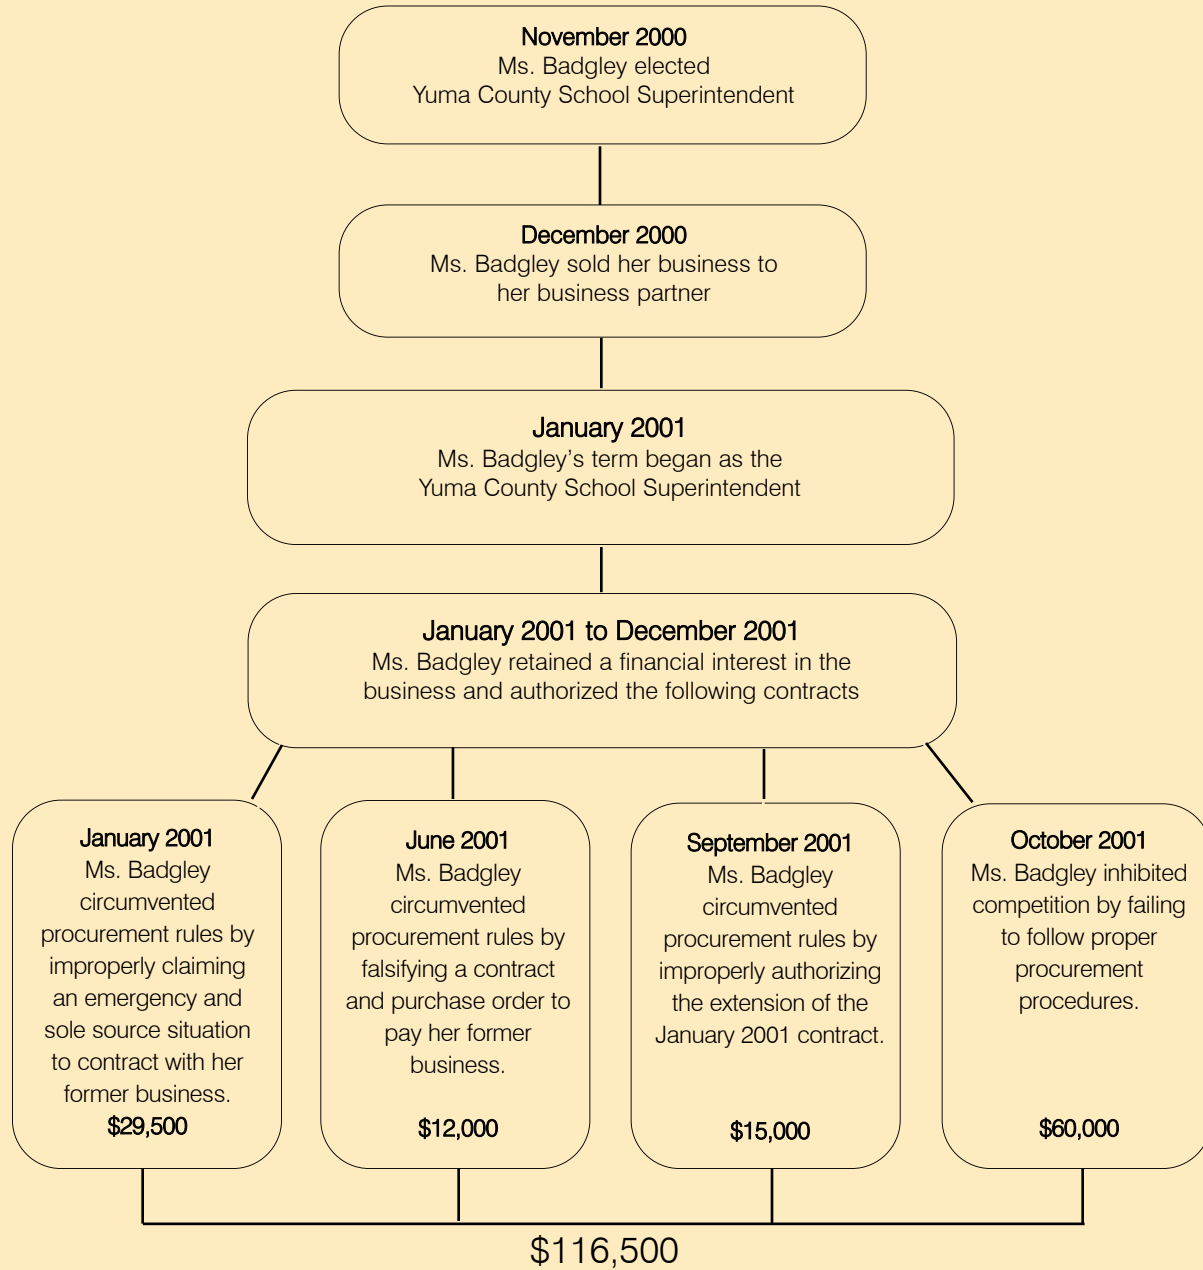 November 2000
Ms. Badgley elected
Yuma County School Superintendent
December 2000
Ms. Badgley sold her business to
her business partner
January 2001
Ms. Badgley’s term began as the
Yuma County School Superintendent
January 2001 to December 2001
Ms. Badgley retained a financial interest in the
business and authorized the following contracts
January 2001
Ms. Badgley
circumvented
procurement rules by
improperly claiming
an emergency and
sole source situation
to contract with her
former business.
$29,500
June 2001
Ms. Badgley
circumvented
procurement rules by
falsifying a contract
and purchase order to
pay her former
business.
$12,000
September 2001
Ms. Badgley
circumvented
procurement rules by
improperly authorizing
the extension of the
January 2001 contract.
$15,000
October 2001
Ms. Badgley inhibited
competition by failing
to follow proper
procurement
procedures.
$60,000
$116,500